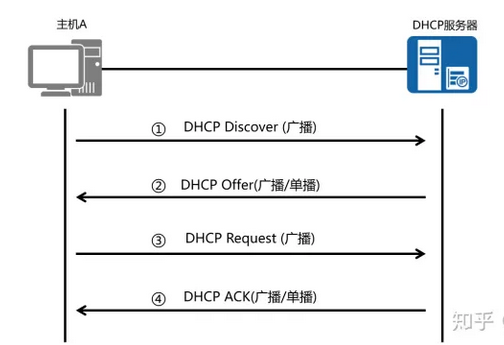 主机A
DHCP服务器
IP
① DHCP Discover (广播)
② DHCP Offer(广播/单播)
③ DHCP Request (广播)
④ DHCP ACK(广播/单播)
知乎